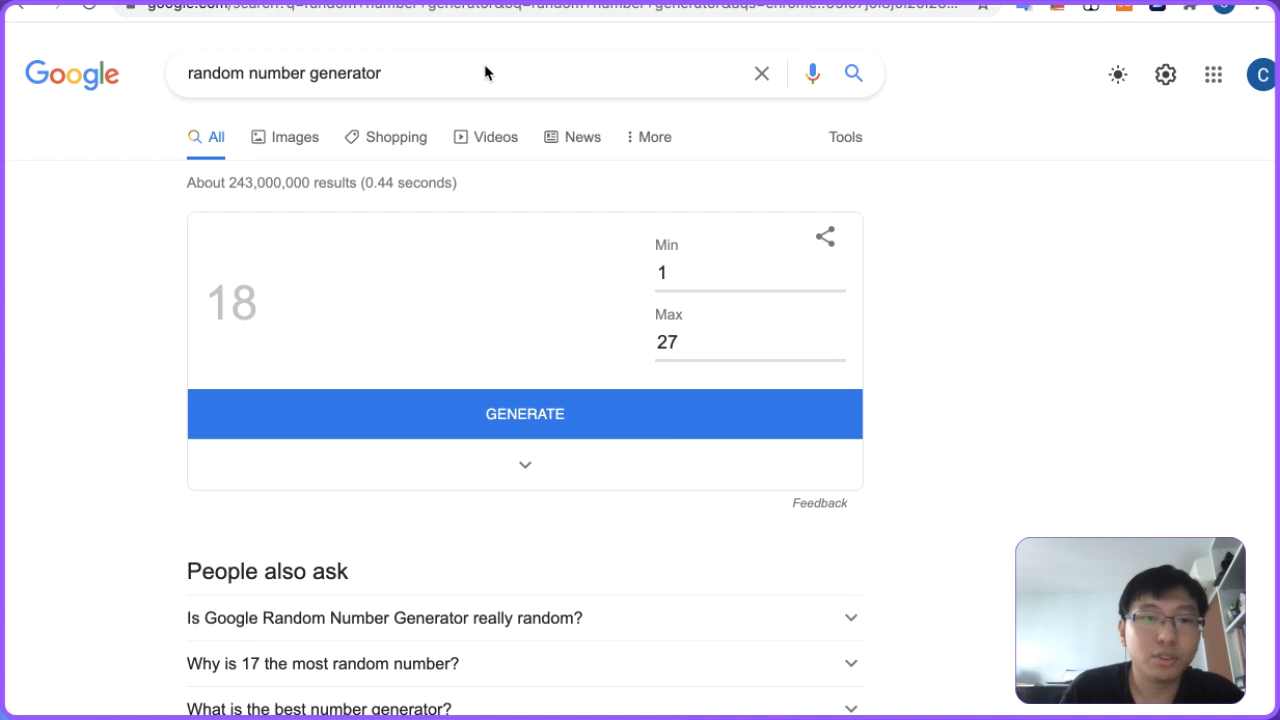 Google
random number generator
All
Images
Shopping
Videos
News
More
Tools
C
About 243,000,000 results (0.44 seconds)
Min
1
18
Max
27
GENERATE
Feedback
People also ask
Is Google Random Number Generator really random?
Why is 17 the most random number?
What is the best number generator?